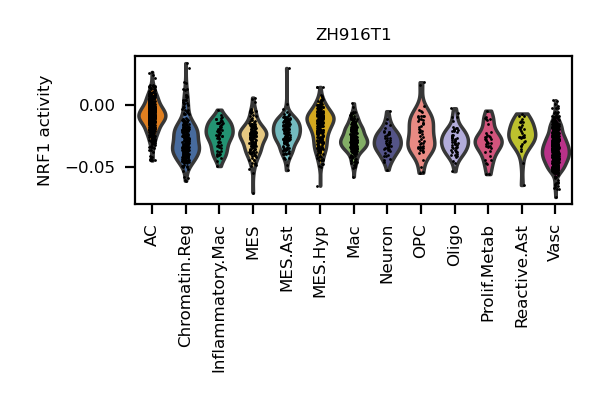 ZH916T1
NRF1 activity
0.00
−0.05
AC
Chromatin.Reg
Inflammatory.Mac
MES
MES.Ast
MES.Hyp
Mac
Neuron
OPC
Oligo
Prolif.Metab
Reactive.Ast
Vasc